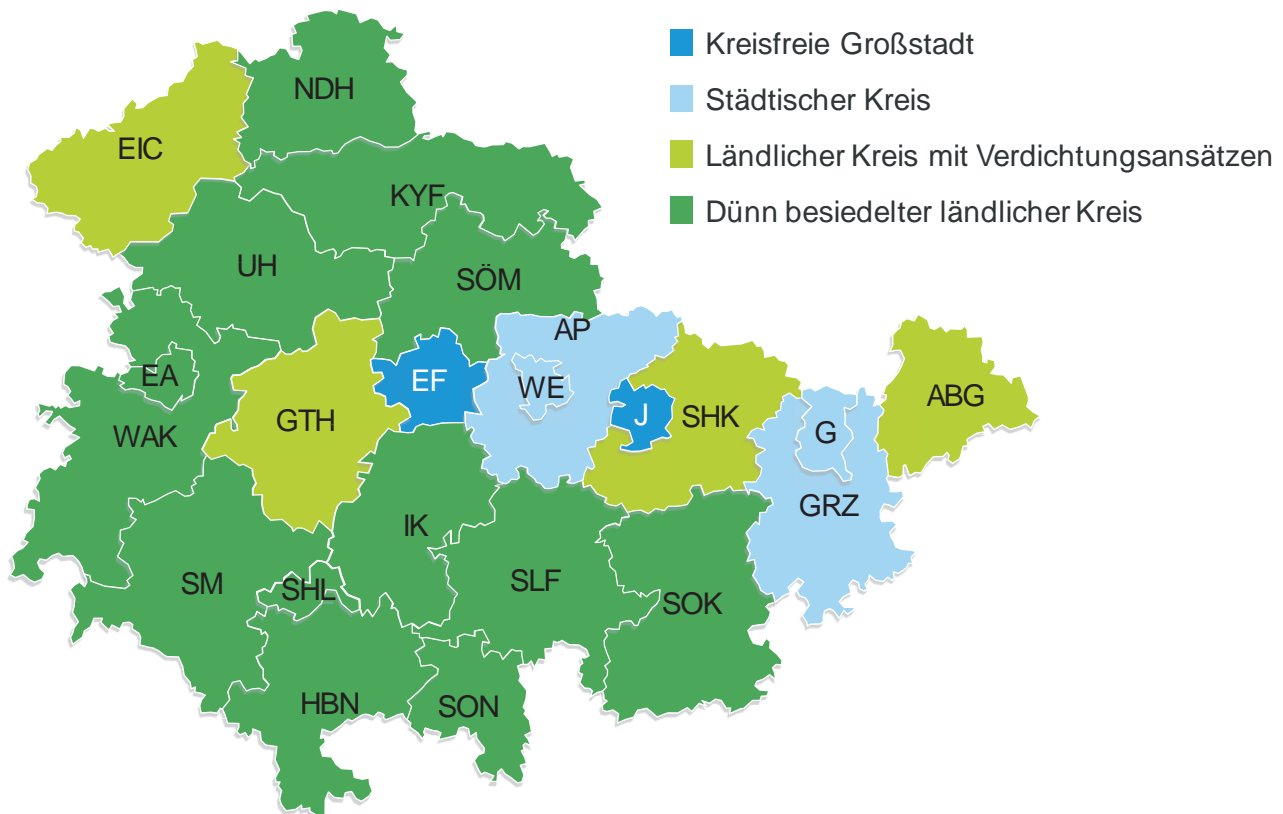 Kreisfreie Großstadt
Städtischer Kreis
Ländlicher Kreis mit Verdichtungsansätzen
Dünn besiedelter ländlicher Kreis
NDH
EIC
KYF
UH
SÖM
AP
EA
EF
WE
ABG
WAK
GTH
J
SHK
G
GRZ
IK
SM
SHL
SLF
SOK
HBN
SON